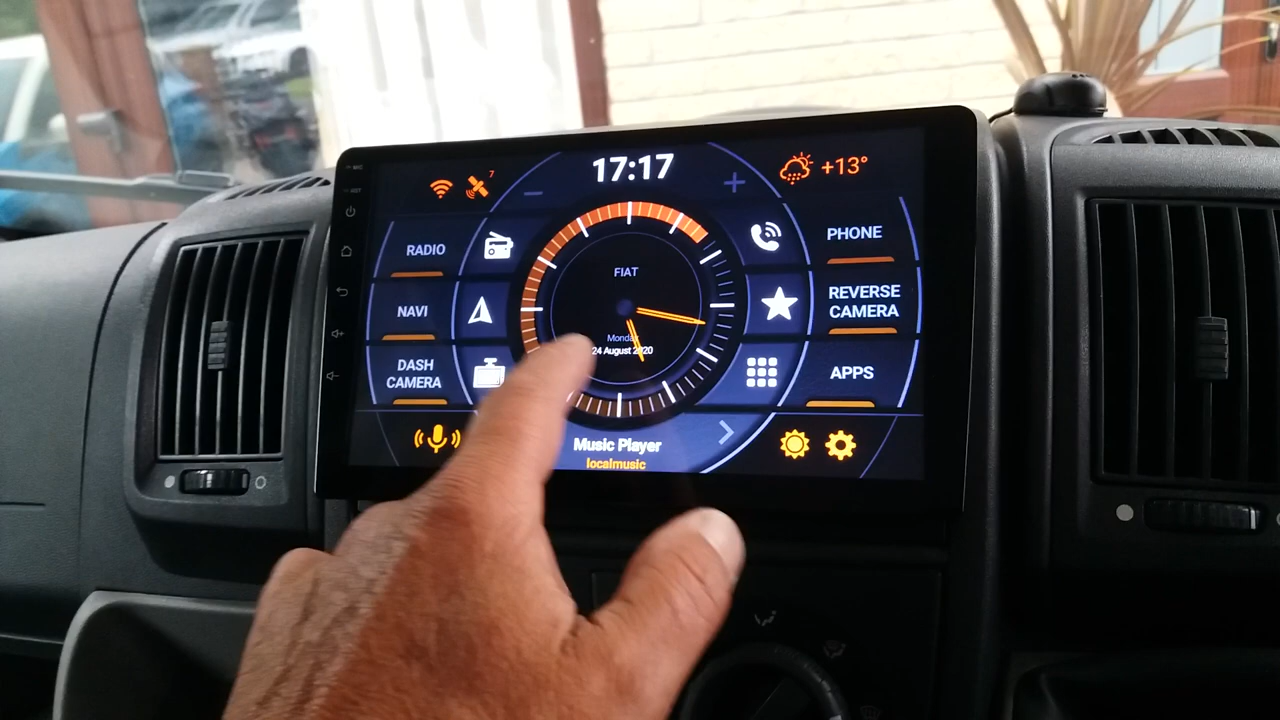 17:17
7
+13°
RADIO
PHONE
FIAT
NAVI
REVERSE
CAMERA
Monday
24 August 2020
DASH
CAMERA
APPS
Music Player
localmusic